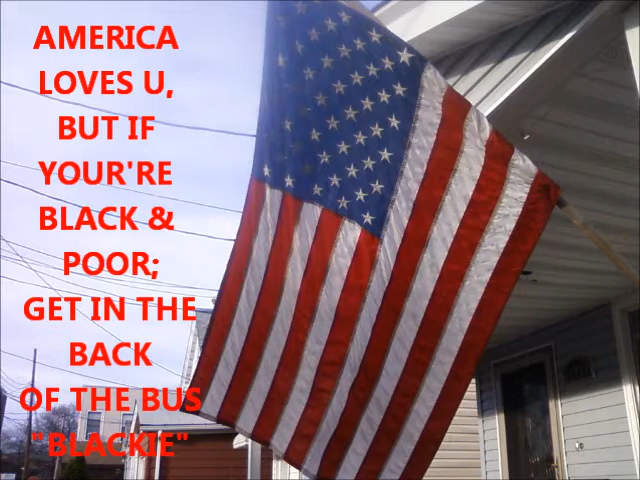 AMERICA
LOVES U,
BUT IF
YOUR'RE
BLACK &
POOR;
GET IN THE
BACK
OF THE BUS
"BLACKIE"